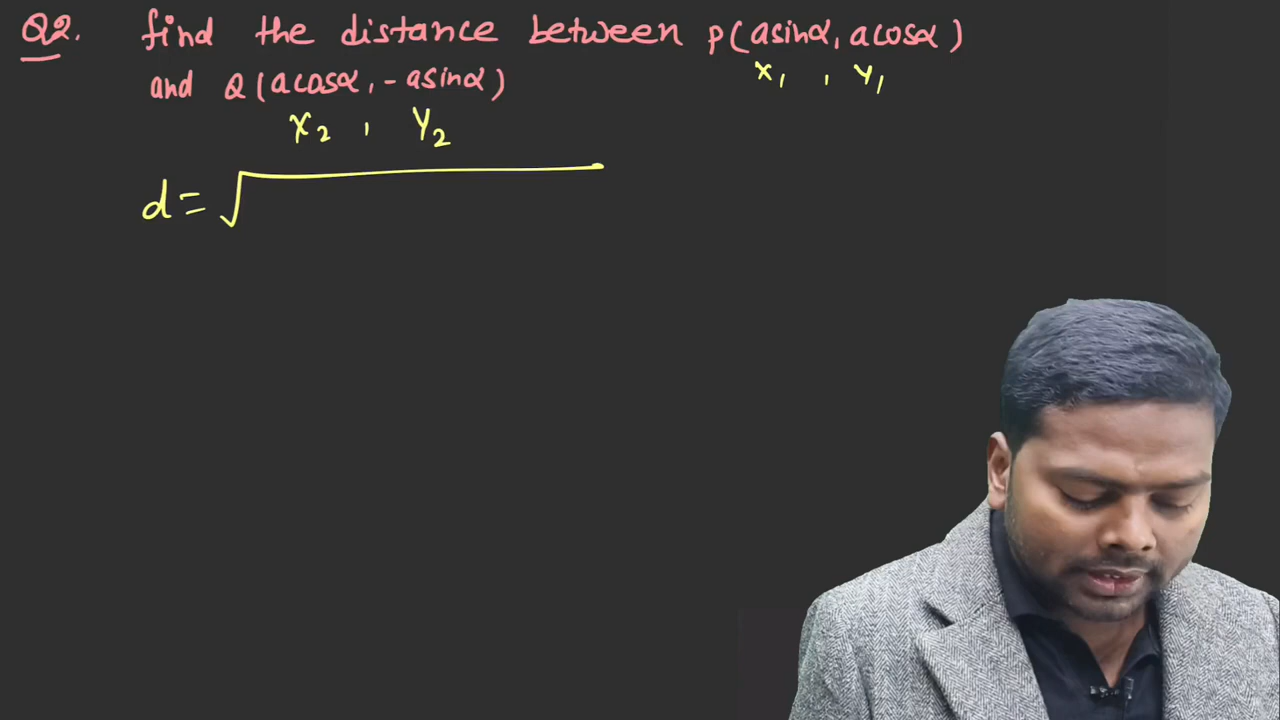 Q2. find the distance between P(asinα, acosα)
x₁ , y₁
and Q(acosα, -asinα)
x₂ , y₂
d=√